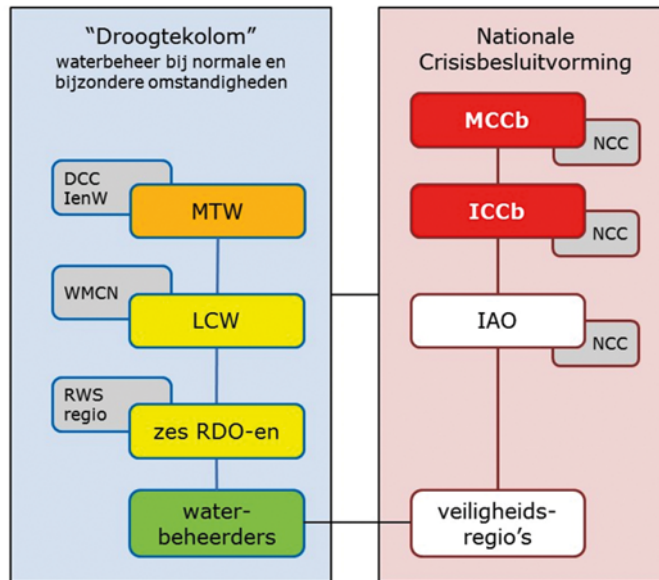 “Droogtekolom”
waterbeheer bij normale en
bijzondere omstandigheden
DCC
IenW
MTW
WMCN
LCW
RWS
regio
zes RDO-en
water-
beheerders
Nationale
Crisisbesluitvorming
MCCb
NCC
ICCb
NCC
IAO
NCC
veiligheids-
regio’s